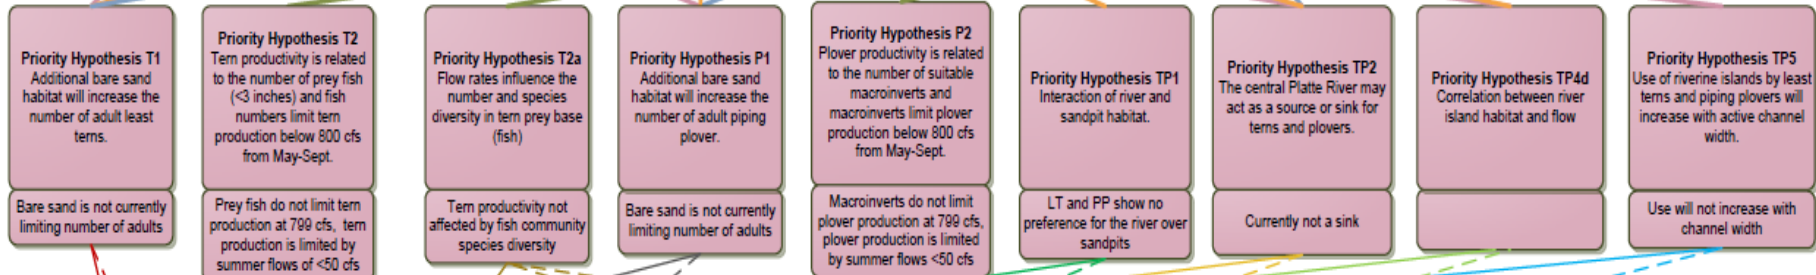 Priority Hypothesis T1
Additional bare sand
habitat will increase the
number of adult least
terns.
Bare sand is not currently
limiting number of adults
Priority Hypothesis T2
Tern productivity is related
to the number of prey fish
(<3 inches) and fish
numbers limit tern
production below 800 cfs
from May-Sept.
Prey fish do not limit tern
production at 799 cfs, tern
production is limited by
summer flows of <50 cfs
Priority Hypothesis T2a
Flow rates influence the
number and species
diversity in tern prey base
(fish)
Tern productivity not
affected by fish community
species diversity
Priority Hypothesis P1
Additional bare sand
habitat will increase the
number of adult piping
plover.
Bare sand is not currently
limiting number of adults
Priority Hypothesis P2
Plover productivity is related
to the number of suitable
macroinverts and
macroinverts limit plover
production below 800 cfs
from May-Sept.
Macroinverts do not limit
plover production at 799 cfs,
plover production is limited
by summer flows <50 cfs
Priority Hypothesis TP1
Interaction of river and
sandpit habitat.
LT and PP show no
preference for the river over
sandpits
Priority Hypothesis TP2
The central Platte River may
act as a source or sink for
terns and plovers.
Currently not a sink
Priority Hypothesis TP4d
Correlation between river
island habitat and flow
Priority Hypothesis TP5
Use of riverine islands by least
terns and piping plovers will
increase with active channel
width.
Use will not increase with
channel width